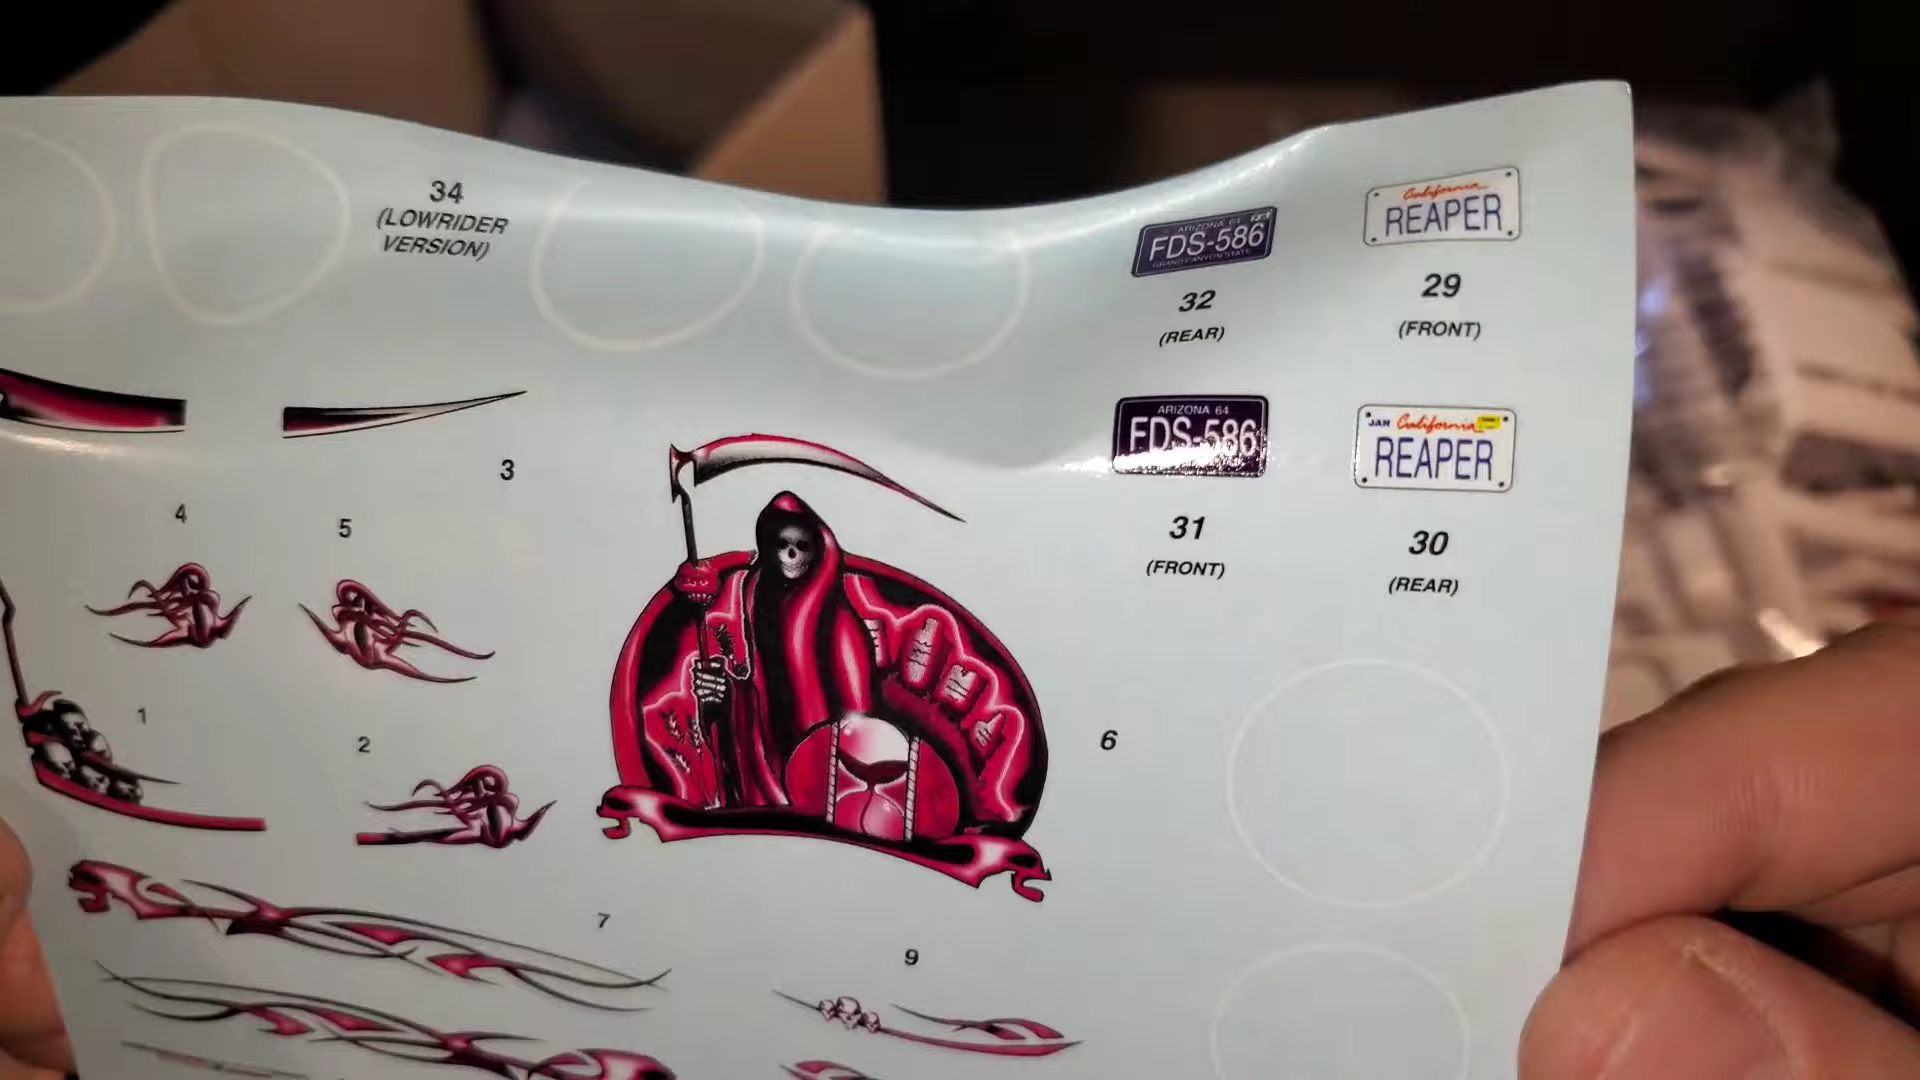 34
(LOWRIDER
VERSION)
ARIZONA 64
FDS-586
GRAND CANYON STATE
32
(REAR)
California
REAPER
29
(FRONT)
ARIZONA 64
FDS-586
31
(FRONT)
JAN California
REAPER
30
(REAR)
3
4
5
1
2
6
7
9